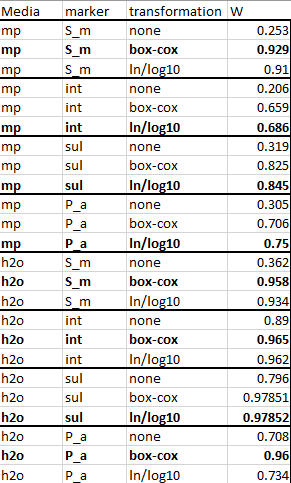 Media marker transformation W
mp S_m none 0.253
mp S_m box-cox 0.929
mp S_m ln/log10 0.91
mp int none 0.206
mp int box-cox 0.659
mp int ln/log10 0.686
mp sul none 0.319
mp sul box-cox 0.825
mp sul ln/log10 0.845
mp P_a none 0.305
mp P_a box-cox 0.706
mp P_a ln/log10 0.75
h2o S_m none 0.362
h2o S_m box-cox 0.958
h2o S_m ln/log10 0.934
h2o int none 0.89
h2o int box-cox 0.965
h2o int ln/log10 0.962
h2o sul none 0.796
h2o sul box-cox 0.97851
h2o sul ln/log10 0.97852
h2o P_a none 0.708
h2o P_a box-cox 0.96
h2o P_a ln/log10 0.734